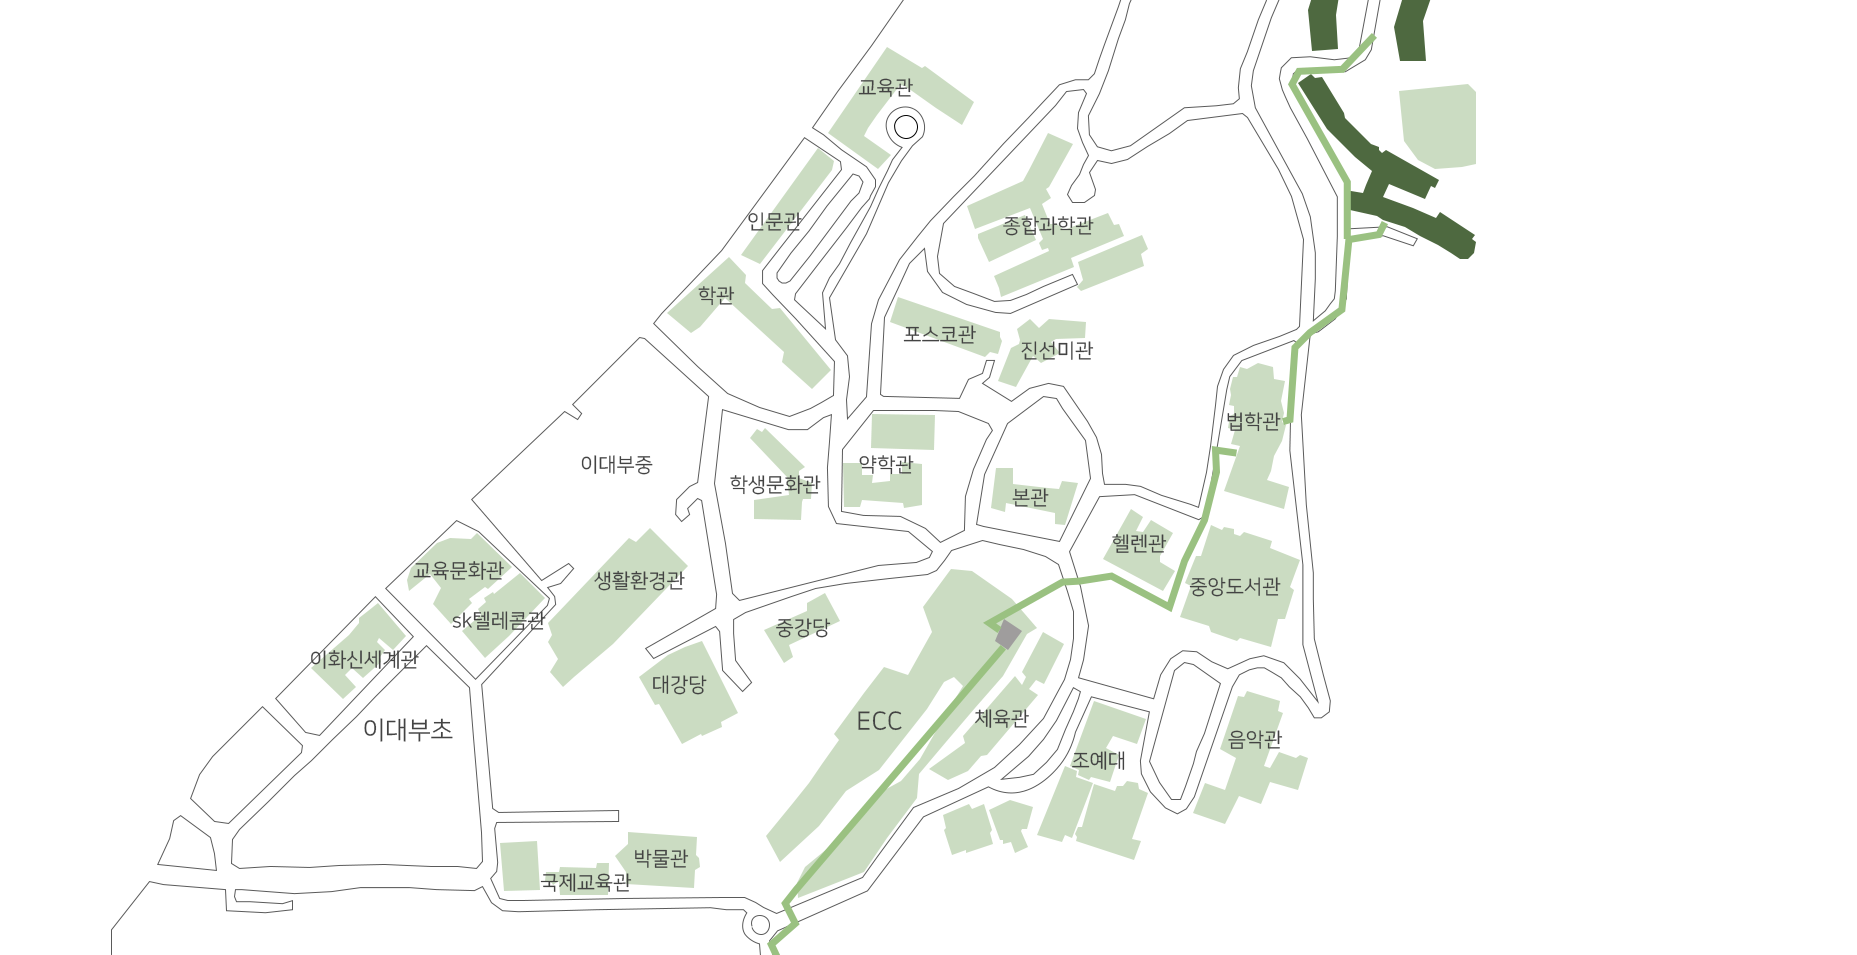 교육관
인문관
종합과학관
학관
포스코관
진선미관
법학관
이대부중
약학관
학생문화관
본관
헬렌관
교육문화관
생활환경관
중앙도서관
sk텔레콤관
중강당
이화신세계관
대강당
ECC
체육관
이대부초
음악관
조예대
박물관
국제교육관